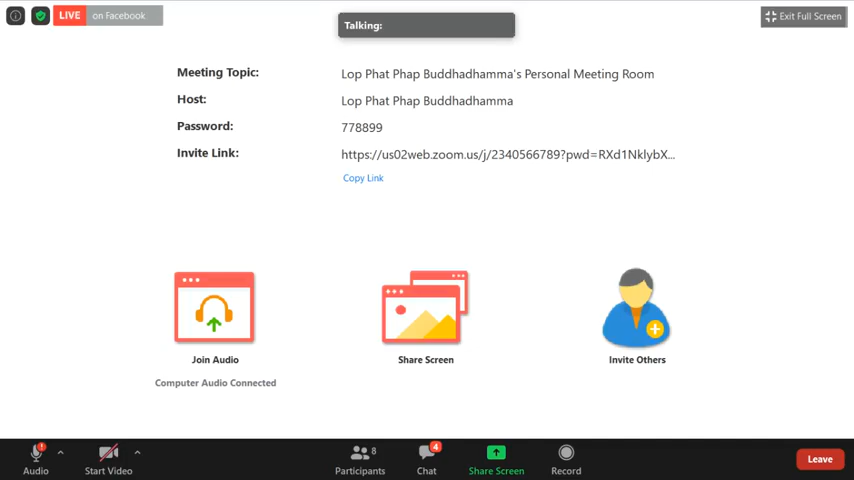 LIVE on Facebook
Talking:
Exit Full Screen
Meeting Topic: Lop Phat Phap Buddhadhamma's Personal Meeting Room
Host: Lop Phat Phap Buddhadhamma
Password: 778899
Invite Link: https://us02web.zoom.us/j/2340566789?pwd=RXd1NklybX...
Copy Link
Join Audio
Share Screen
Invite Others
Computer Audio Connected
8
4
Audio
Start Video
Participants
Chat
Share Screen
Record
Leave